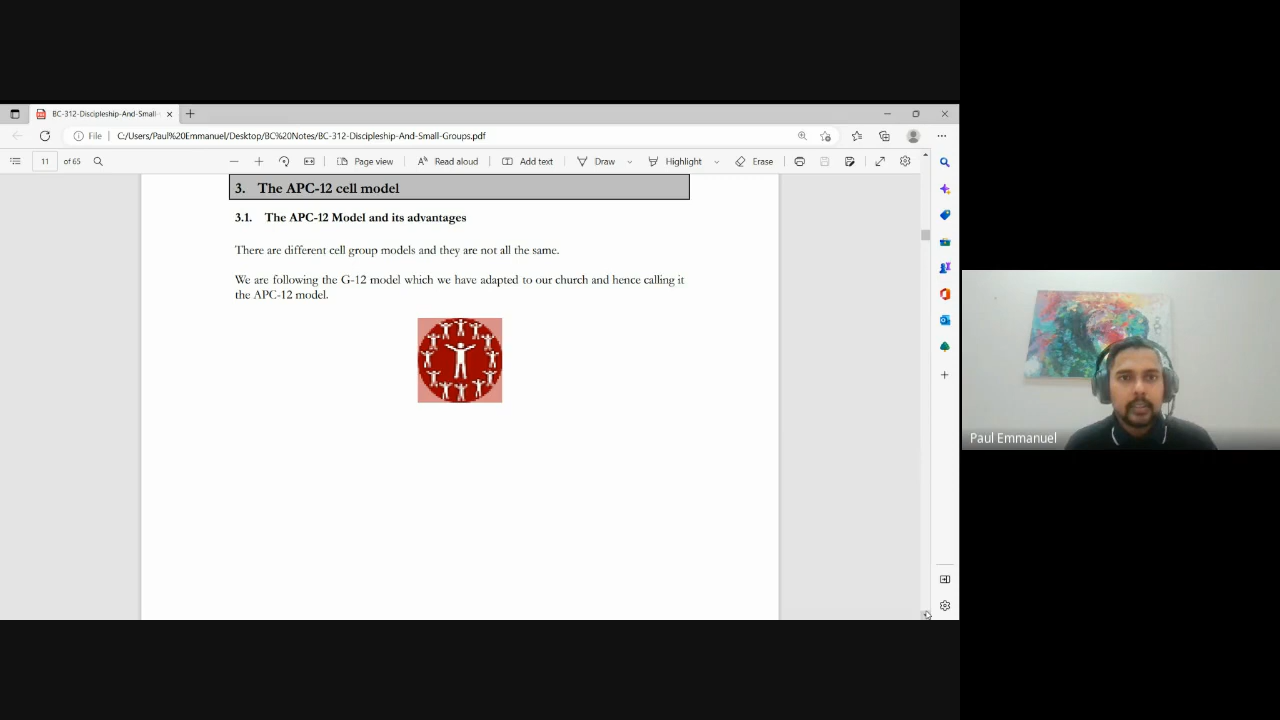 BC-312-Discipleship-And-Small-
File
C:/Users/Paul%20Emmanuel/Desktop/BC%20Notes/BC-312-Discipleship-And-Small-Groups.pdf
11 of 65
Page view
Read aloud
Add text
Draw
Highlight
Erase
3. The APC-12 cell model
3.1. The APC-12 Model and its advantages
There are different cell group models and they are not all the same.
We are following the G-12 model which we have adapted to our church and hence calling it
the APC-12 model.
Paul Emmanuel